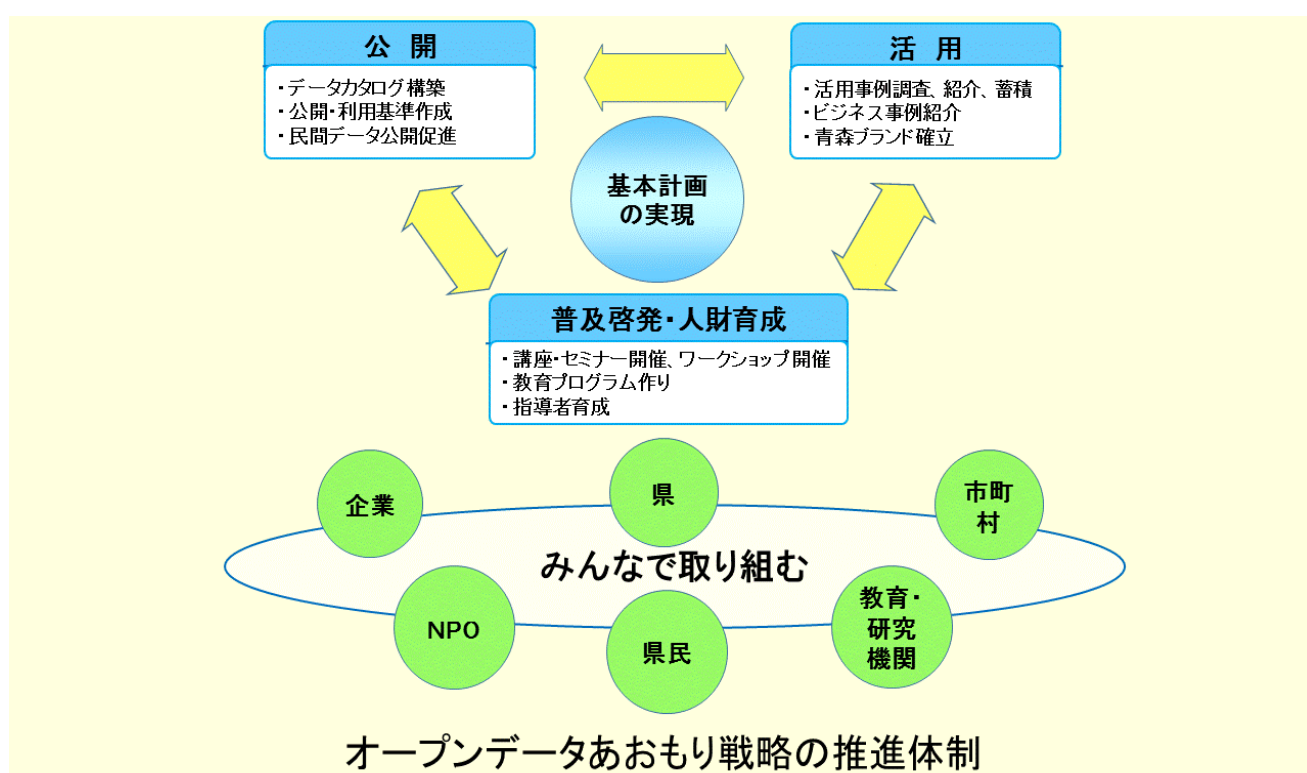 公 開
・データカタログ構築
・公開・利用基準作成
・民間データ公開促進
活 用
・活用事例調査、紹介、蓄積
・ビジネス事例紹介
・青森ブランド確立
基本計画
の実現
普及啓発・人財育成
・講座・セミナー開催、ワークショップ開催
・教育プログラム作り
・指導者育成
企業
県
市町
村
みんなで取り組む
NPO
県民
教育・
研究
機関
オープンデータあおもり戦略の推進体制